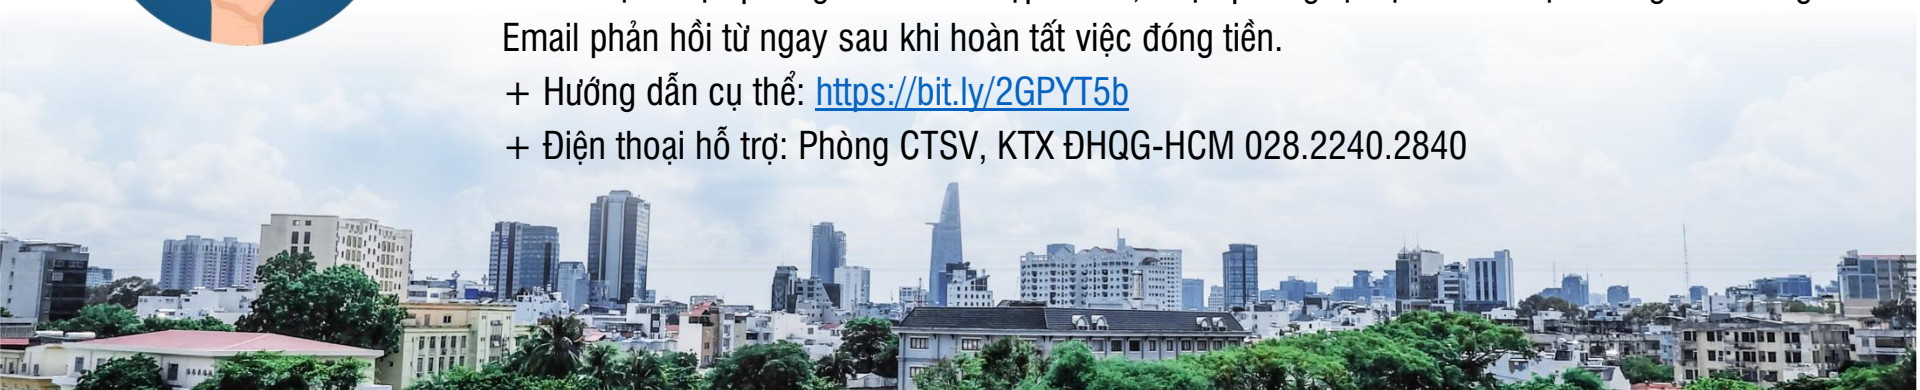 Email phản hồi từ ngay sau khi hoàn tất việc đóng tiền.
+ Hướng dẫn cụ thể: https://bit.ly/2GPYT5b
+ Điện thoại hỗ trợ: Phòng CTSV, KTX ĐHQG-HCM 028.2240.2840